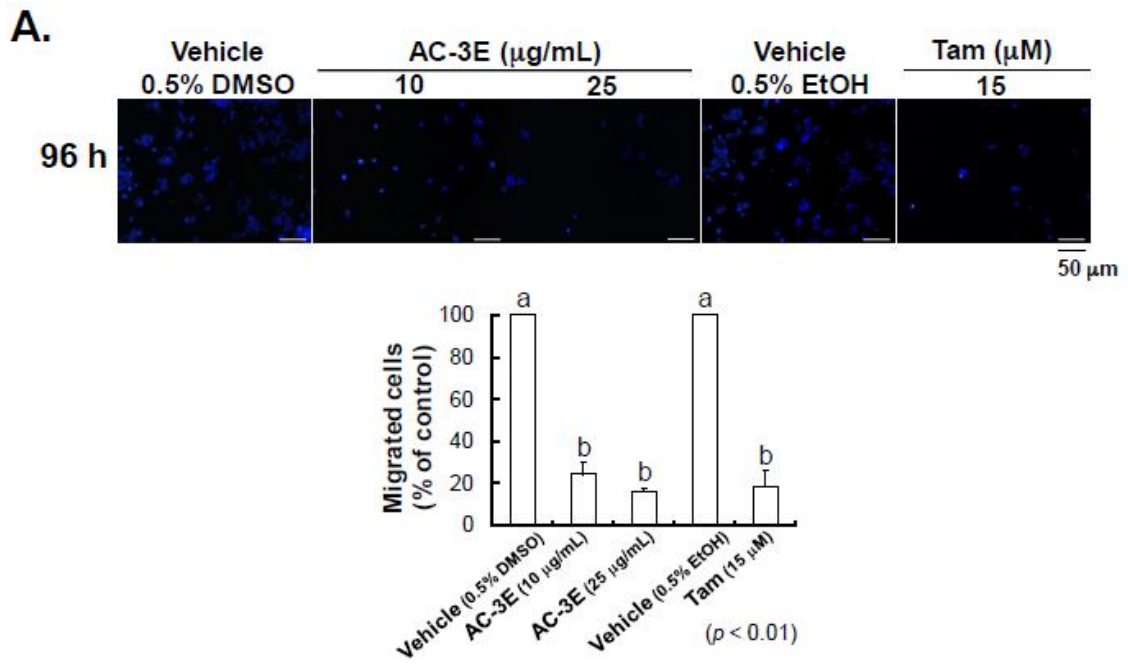 A.
Vehicle
0.5% DMSO
AC-3E (μg/mL)
10 25
Vehicle
0.5% EtOH
Tam (μM)
15
96 h
50 μm
Migrated cells
(% of control)
100
80
60
40
20
0
a
b
b
a
b
Vehicle (0.5% DMSO)
AC-3E (10 μg/mL)
AC-3E (25 μg/mL)
Vehicle (0.5% EtOH)
Tam (15 μM)
(p < 0.01)